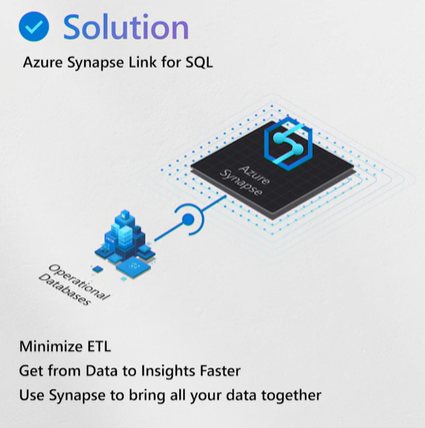 Solution
Azure Synapse Link for SQL
Azure
Synapse
Operational
Databases
Minimize ETL
Get from Data to Insights Faster
Use Synapse to bring all your data together